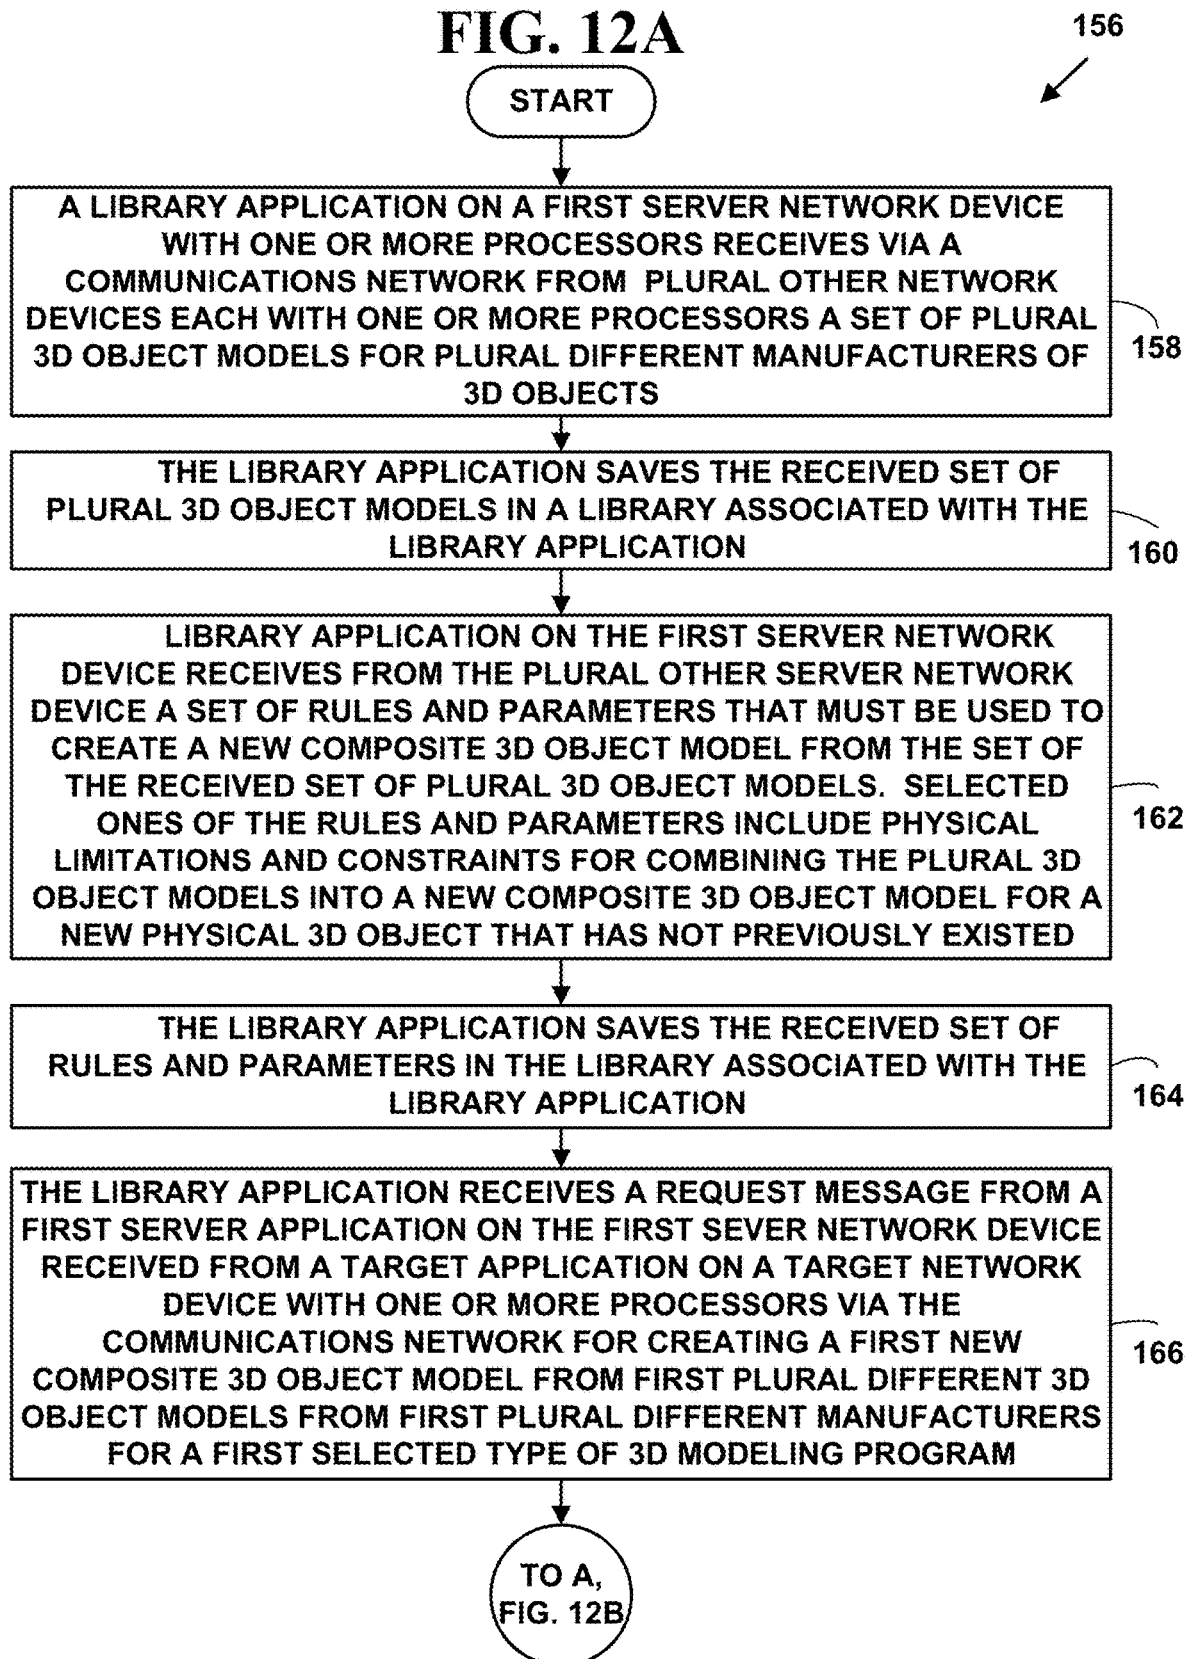 FIG. 12A
156
START
A LIBRARY APPLICATION ON A FIRST SERVER NETWORK DEVICE
WITH ONE OR MORE PROCESSORS RECEIVES VIA A
COMMUNICATIONS NETWORK FROM PLURAL OTHER NETWORK
DEVICES EACH WITH ONE OR MORE PROCESSORS A SET OF PLURAL
3D OBJECT MODELS FOR PLURAL DIFFERENT MANUFACTURERS OF
3D OBJECTS
158
THE LIBRARY APPLICATION SAVES THE RECEIVED SET OF
PLURAL 3D OBJECT MODELS IN A LIBRARY ASSOCIATED WITH THE
LIBRARY APPLICATION
160
LIBRARY APPLICATION ON THE FIRST SERVER NETWORK
DEVICE RECEIVES FROM THE PLURAL OTHER SERVER NETWORK
DEVICE A SET OF RULES AND PARAMETERS THAT MUST BE USED TO
CREATE A NEW COMPOSITE 3D OBJECT MODEL FROM THE SET OF
THE RECEIVED SET OF PLURAL 3D OBJECT MODELS. SELECTED
ONES OF THE RULES AND PARAMETERS INCLUDE PHYSICAL
LIMITATIONS AND CONSTRAINTS FOR COMBINING THE PLURAL 3D
OBJECT MODELS INTO A NEW COMPOSITE 3D OBJECT MODEL FOR A
NEW PHYSICAL 3D OBJECT THAT HAS NOT PREVIOUSLY EXISTED
162
THE LIBRARY APPLICATION SAVES THE RECEIVED SET OF
RULES AND PARAMETERS IN THE LIBRARY ASSOCIATED WITH THE
LIBRARY APPLICATION
164
THE LIBRARY APPLICATION RECEIVES A REQUEST MESSAGE FROM A
FIRST SERVER APPLICATION ON THE FIRST SEVER NETWORK DEVICE
RECEIVED FROM A TARGET APPLICATION ON A TARGET NETWORK
DEVICE WITH ONE OR MORE PROCESSORS VIA THE
COMMUNICATIONS NETWORK FOR CREATING A FIRST NEW
COMPOSITE 3D OBJECT MODEL FROM FIRST PLURAL DIFFERENT 3D
OBJECT MODELS FROM FIRST PLURAL DIFFERENT MANUFACTURERS
FOR A FIRST SELECTED TYPE OF 3D MODELING PROGRAM
166
TO A,
FIG. 12B